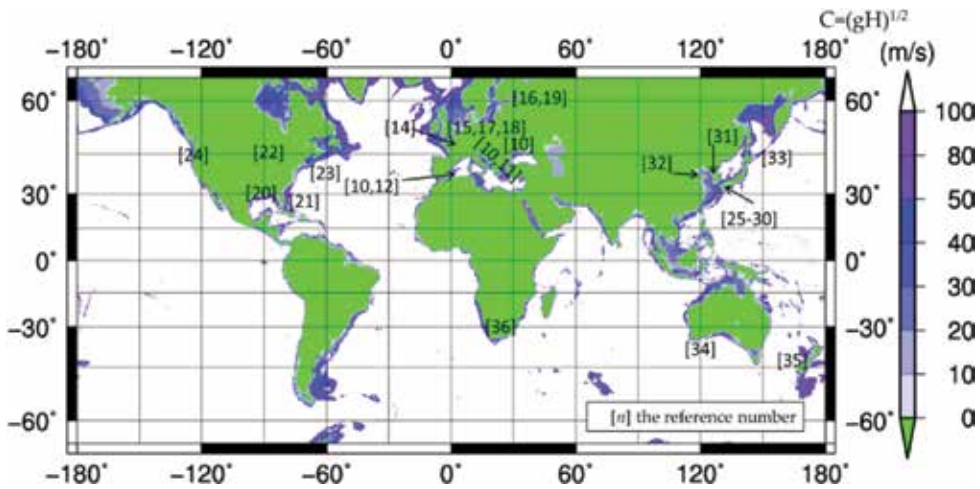 C=(gH)1/2
(m/s)
−180° −120° −60° 0° 60° 120° 180°
60° 30° 0° −30° −60°
[16,19]
[14] [15,17,18] [10]
[24] [22] [23]
[10,12]
[20] [21]
[31]
[32] [33]
[25-30]
[36] [34] [35]
[n] the reference number
60° 30° 0° −30° −60°
−180° −120° −60° 0° 60° 120° 180°
100
50
40
30
20
10
0